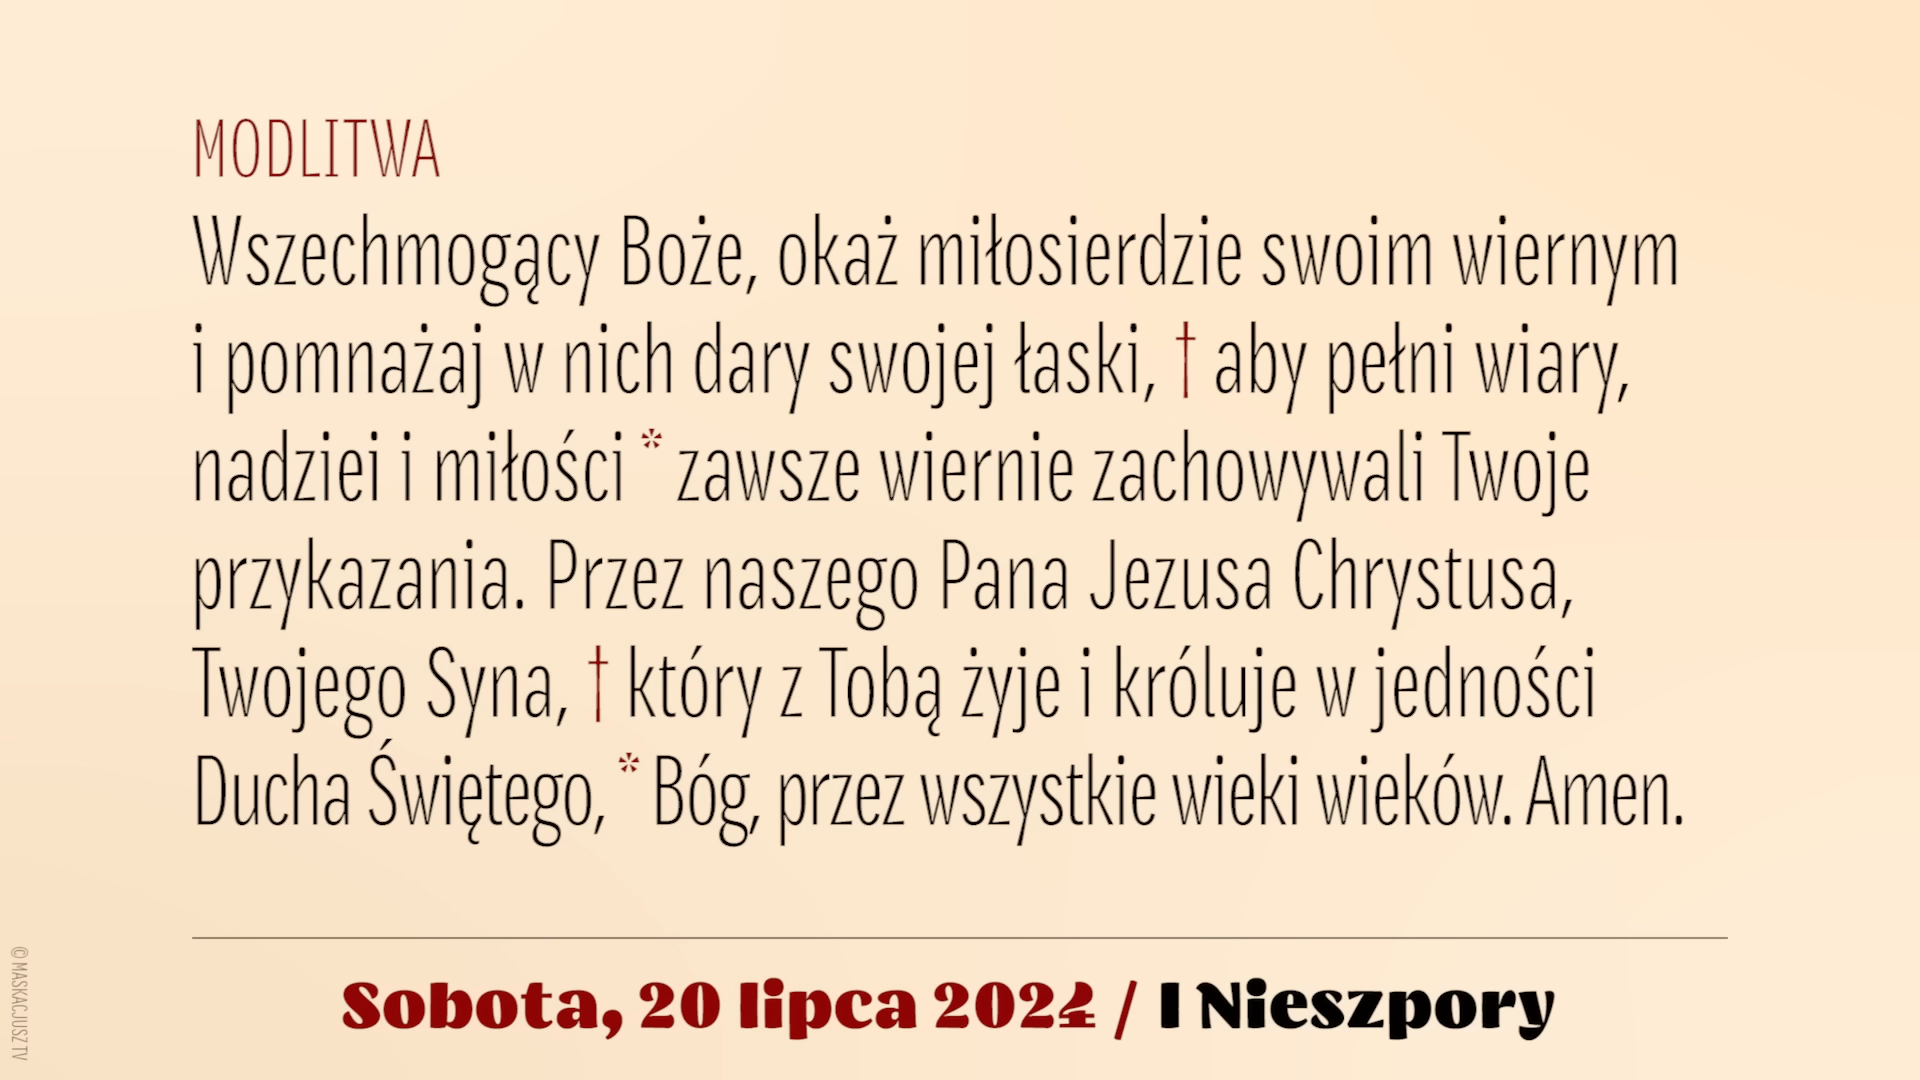 MODLITWA
Wszechmogący Boże, okaż miłosierdzie swoim wiernym
i pomnażaj w nich dary swojej łaski, † aby pełni wiary,
nadziei i miłości * zawsze wiernie zachowywali Twoje
przykazania. Przez naszego Pana Jezusa Chrystusa,
Twojego Syna, † który z Tobą żyje i króluje w jedności
Ducha Świętego, * Bóg, przez wszystkie wieki wieków. Amen.
Sobota, 20 lipca 2024 / I Nieszpory
© MASKACJUSZ TV